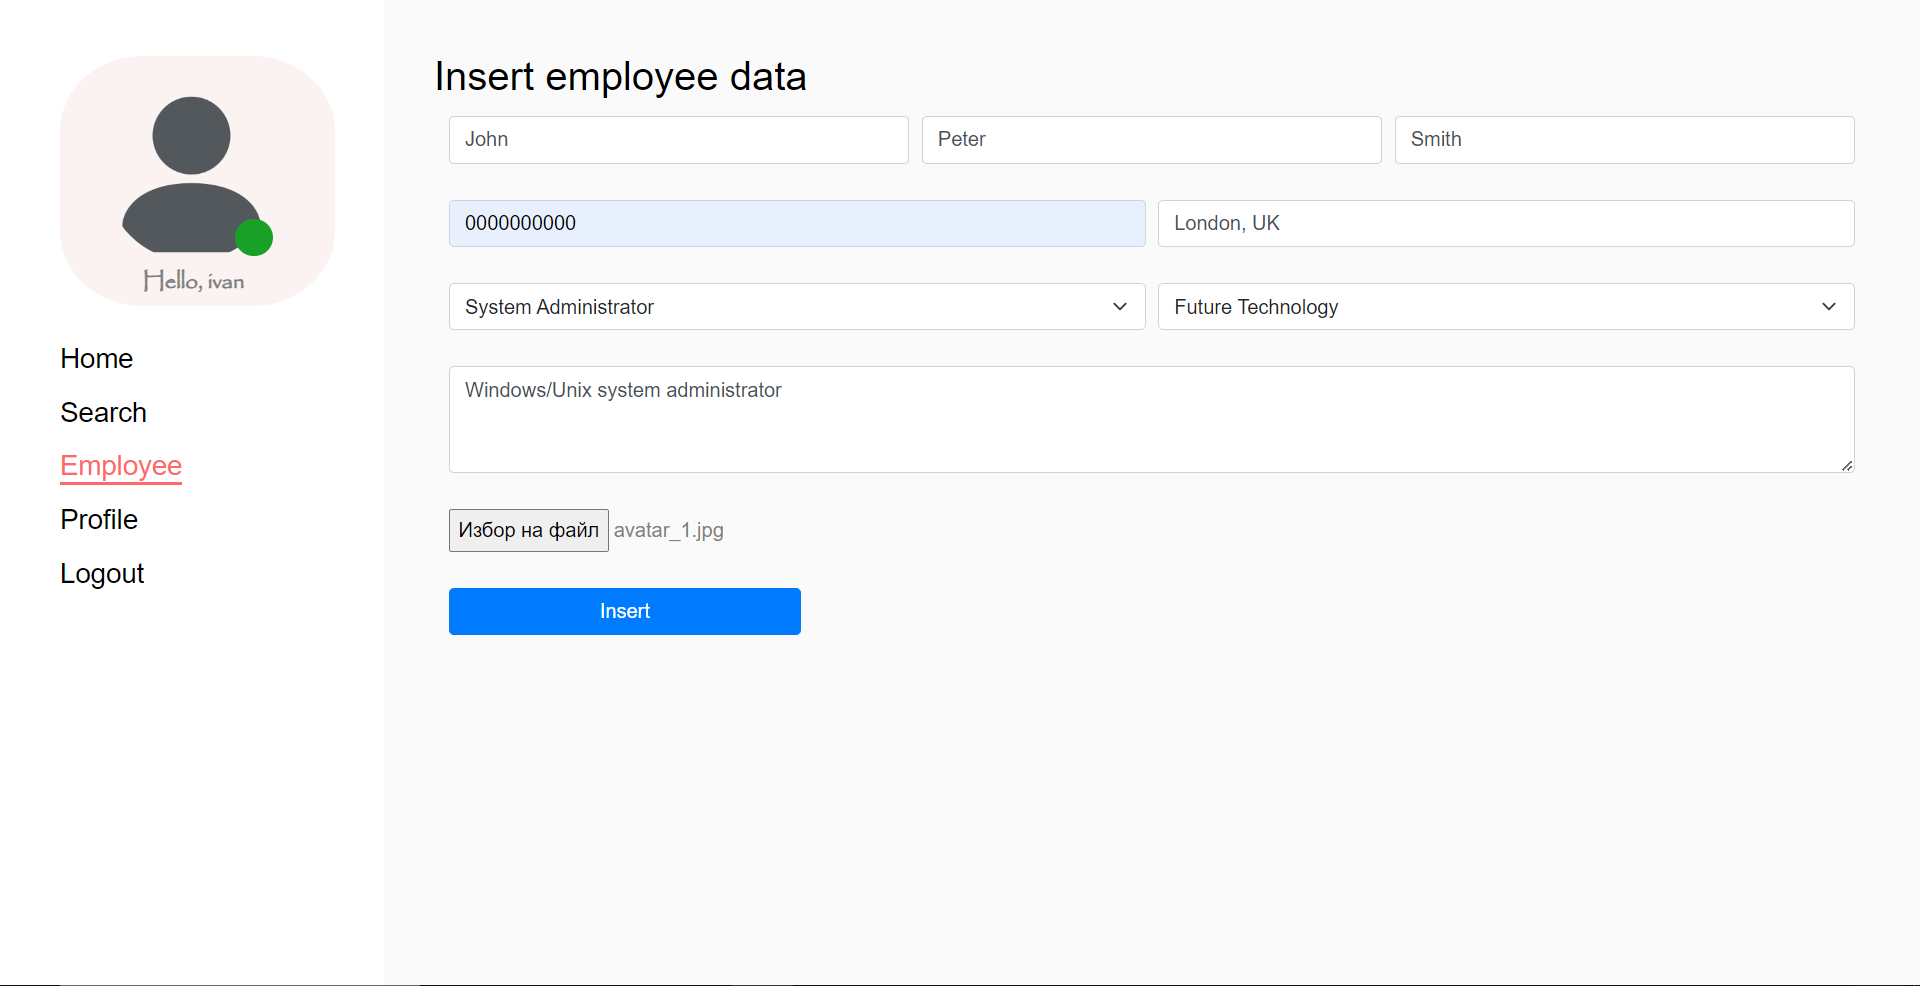 Hello, ivan
Home
Search
Employee
Profile
Logout
Insert employee data
John Peter Smith
0000000000 London, UK
System Administrator Future Technology
Windows/Unix system administrator
Избор на файл avatar_1.jpg
Insert